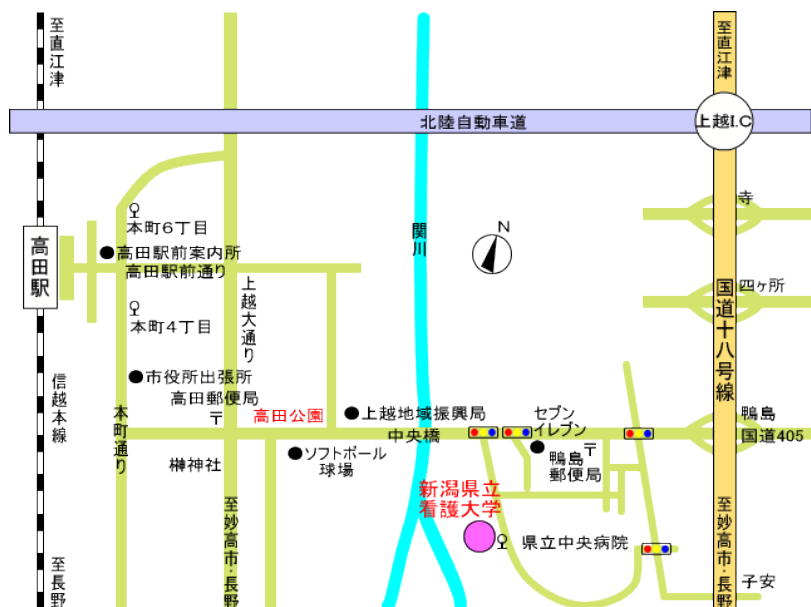 至直江津
至直江津
北陸自動車道
上越I.C
寺
本町6丁目
関川
N
高田駅
高田駅前案内所
高田駅前通り
上越大通り
国道十八号線
四ヶ所
本町4丁目
信越本線
市役所出張所
高田郵便局
〒
本町通り
高田公園
上越地域振興局
中央橋
セブン
イレブン
〒
鴨島
郵便局
鴨島
国道405
榊神社
ソフトボール
球場
新潟県立
看護大学
県立中央病院
至長野
至妙高市・長野
至妙高市・長野
子安